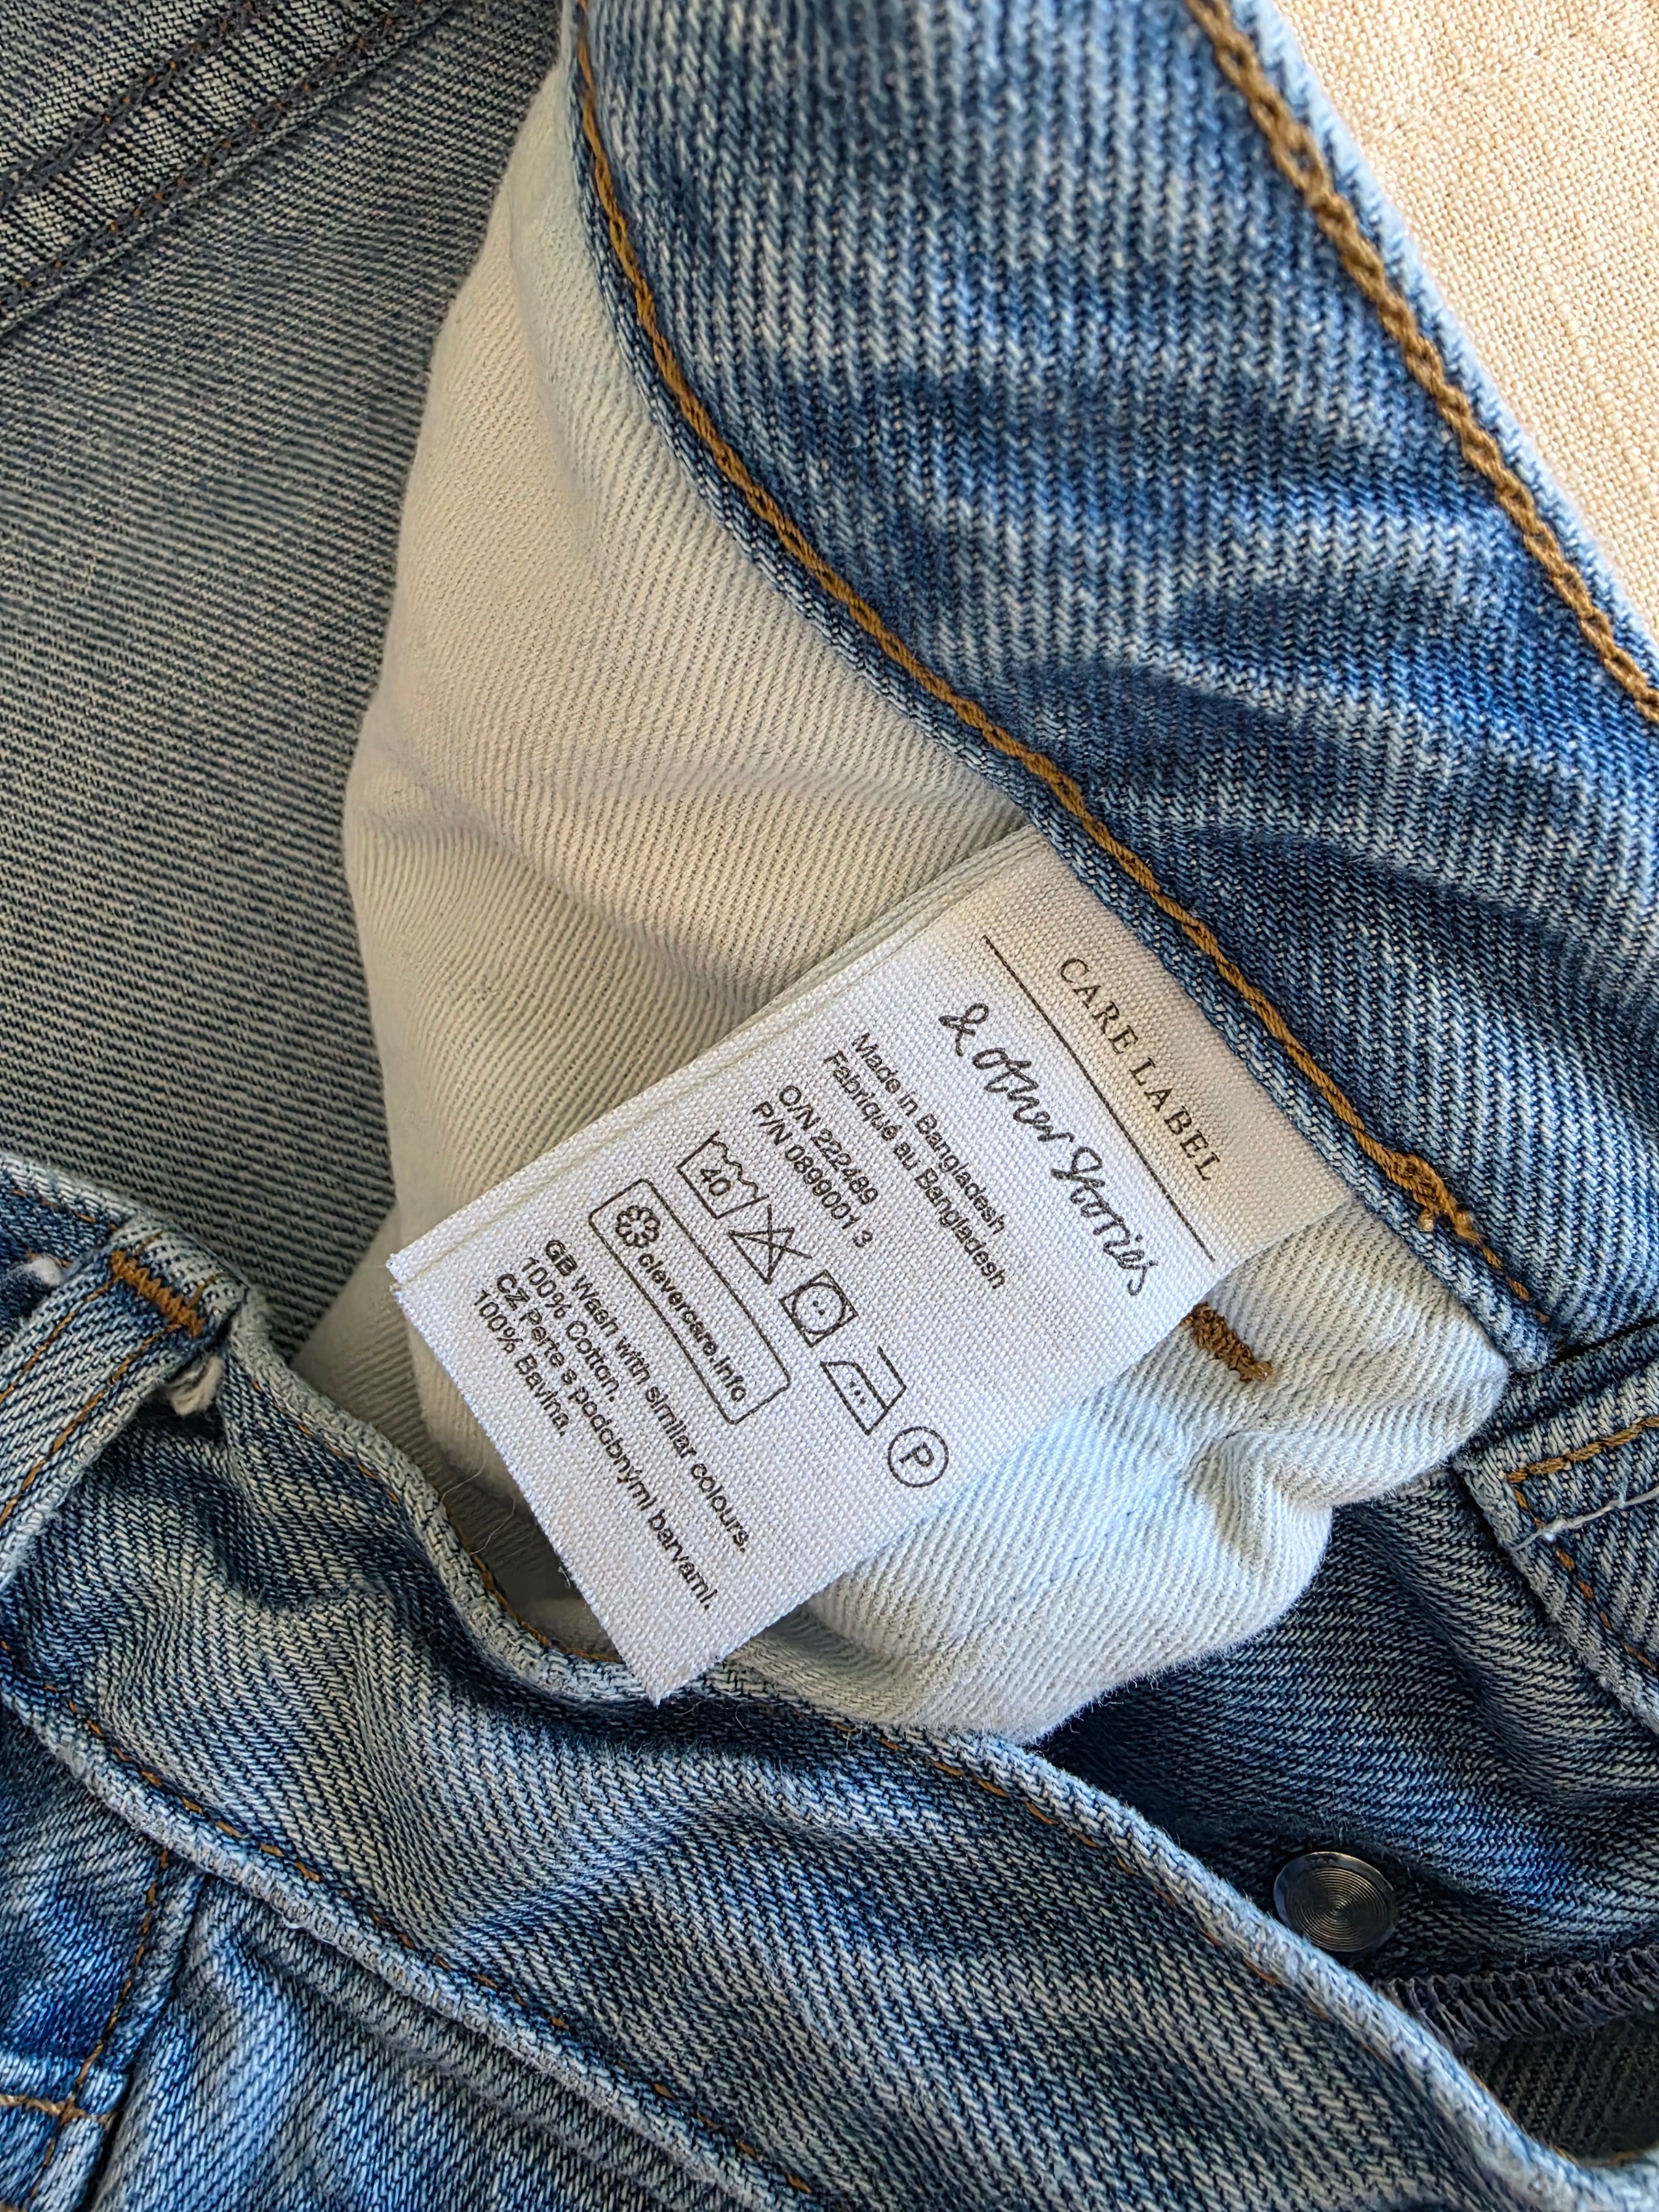 CARE LABEL
& Other Stories
Made in Bangladesh
Fabriqué au Bangladesh
O/N 222489
P/N 0899001 3
40
P
clevercare.info
GB Wash with similar colours.
100% Cotton.
CZ Perte s podobnymi barvami.
100% Bavlna.